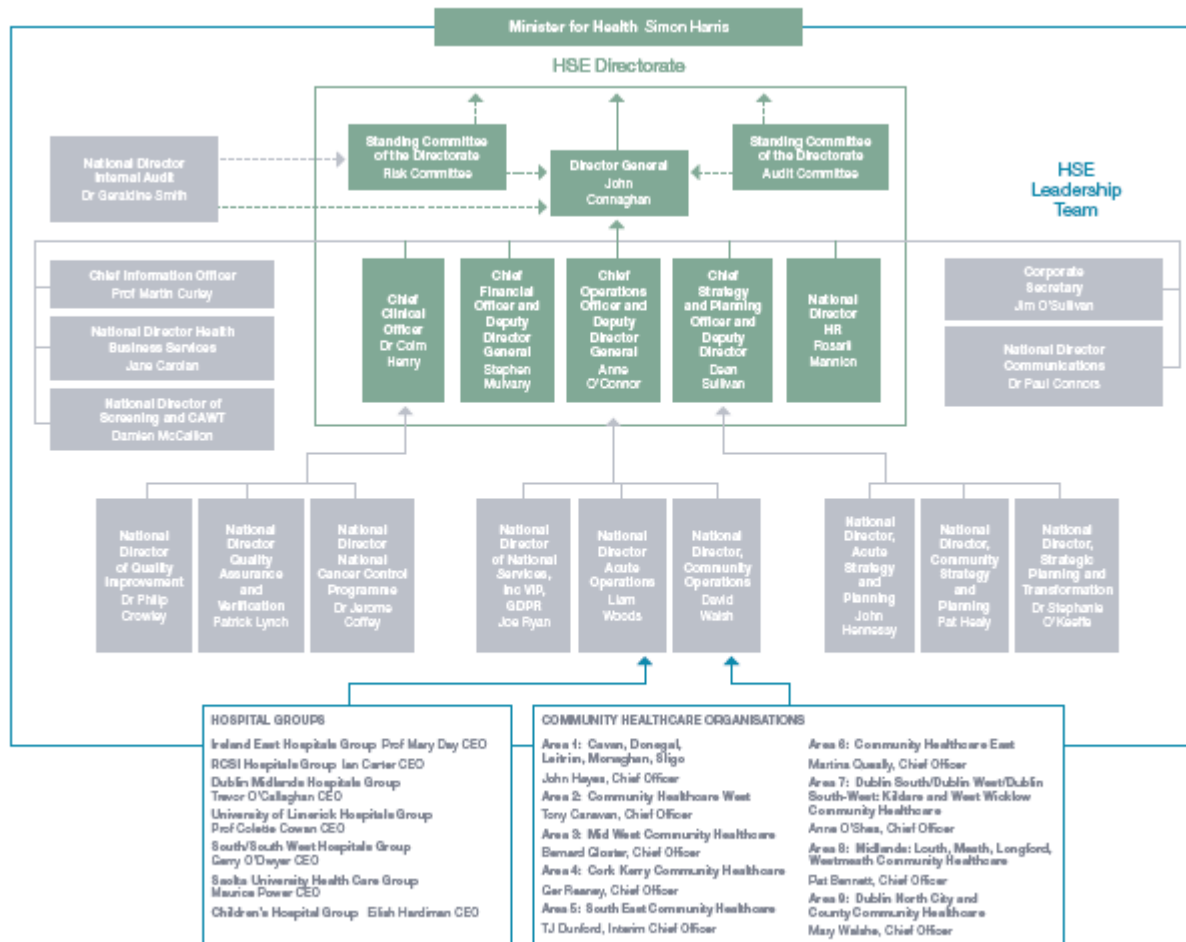 Minister for Health Simon Harris
HSE Directorate
National Director
Internal Audit
Dr Geraldine Smith
Standing Committee
of the Directorate
Risk Committee
Director General
John
Connaghan
Standing Committee
of the Directorate
Audit Committee
HSE
Leadership
Team
Chief Information Officer
Prof Martin Curley
National Director Health
Business Services
Jane Carolan
National Director of
Screening and CAWT
Damien McCallion
Chief
Clinical
Officer
Dr Colm
Henry
Chief
Financial
Officer and
Deputy
Director
General
Stephen
Mulvany
Chief
Operations
Officer and
Deputy
Director
General
Anne
O'Connor
Chief
Strategy
and Planning
Officer and
Deputy
Director
Dean
Sullivan
National
Director
HR
Rosarii
Mannion
Corporate
Secretary
Jim O'Sullivan
National Director
Communications
Dr Paul Connors
National
Director
of Quality
Improvement
Dr Philip
Crowley
National
Director
Quality
Assurance
and
Verification
Patrick Lynch
National
Director
National
Cancer Control
Programme
Dr Jerome
Coffey
National
Director
of National
Services,
Inc VIP,
GDPR
Joe Ryan
National
Director
Acute
Operations
Liam
Woods
National
Director,
Community
Operations
David
Walsh
National
Director, Acute
Strategy
and
Planning
John
Hennessy
National
Director,
Community
Strategy
and
Planning
Pat Healy
National
Director,
Strategic
Planning and
Transformation
Dr Stephanie
O'Keeffe
HOSPITAL GROUPS
Ireland East Hospitals Group Prof Mary Day CEO
RCSI Hospitals Group Ian Carter CEO
Dublin Midlands Hospitals Group
Trevor O'Callaghan CEO
University of Limerick Hospitals Group
Prof Colette Cowan CEO
South/South West Hospitals Group
Gerry O'Dwyer CEO
Saolta University Health Care Group
Maurice Power CEO
Children's Hospital Group Eilish Hardiman CEO
COMMUNITY HEALTHCARE ORGANISATIONS
Area 1: Cavan, Donegal,
Leitrim, Monaghan, Sligo
John Hayes, Chief Officer
Area 2: Community Healthcare West
Tony Canavan, Chief Officer
Area 3: Mid West Community Healthcare
Bernard Gloster, Chief Officer
Area 4: Cork Kerry Community Healthcare
Ger Reaney, Chief Officer
Area 5: South East Community Healthcare
TJ Dunford, Interim Chief Officer
Area 6: Community Healthcare East
Martina Queally, Chief Officer
Area 7: Dublin South/Dublin West/Dublin
South-West: Kildare and West Wicklow
Community Healthcare
Anne O'Shea, Chief Officer
Area 8: Midlands: Louth, Meath, Longford,
Westmeath Community Healthcare
Pat Bennett, Chief Officer
Area 9: Dublin North City and
County Community Healthcare
Mary Walshe, Chief Officer